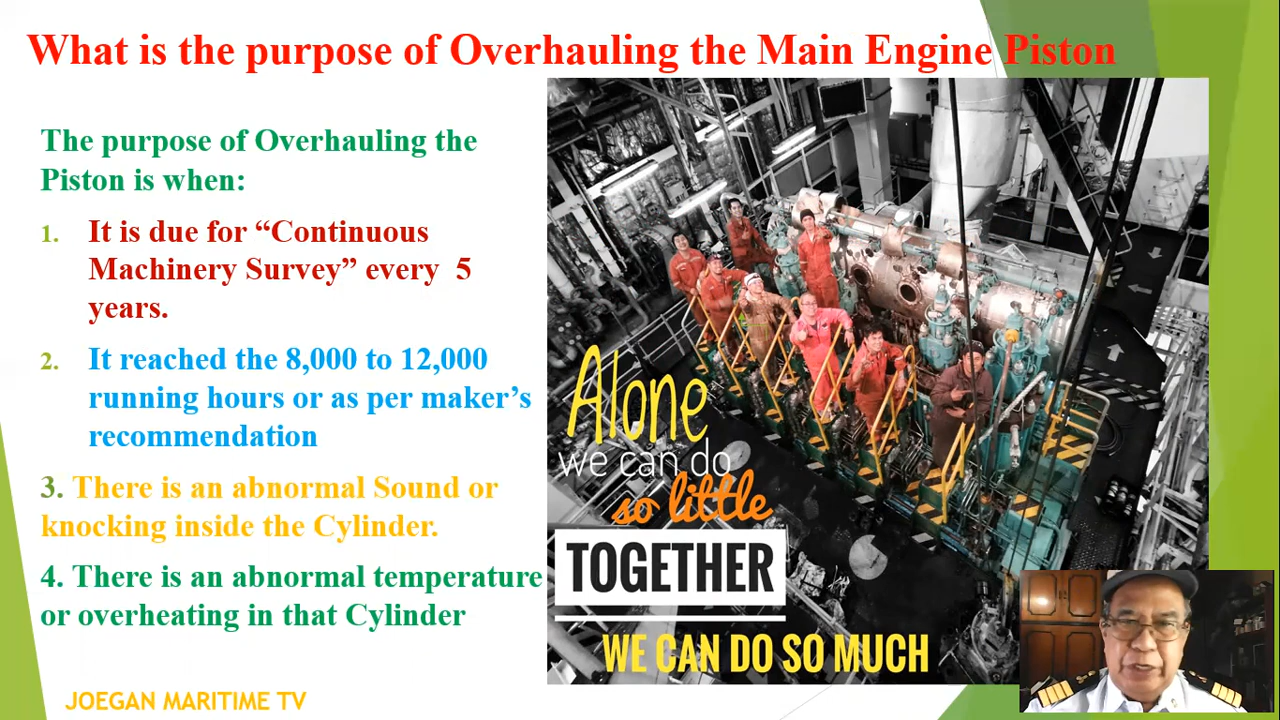 What is the purpose of Overhauling the Main Engine Piston
The purpose of Overhauling the
Piston is when:
1. It is due for “Continuous
Machinery Survey” every 5
years.
2. It reached the 8,000 to 12,000
running hours or as per maker’s
recommendation
3. There is an abnormal Sound or
knocking inside the Cylinder.
4. There is an abnormal temperature
or overheating in that Cylinder
Alone
we can do
so little
TOGETHER
WE CAN DO SO MUCH
JOEGAN MARITIME TV